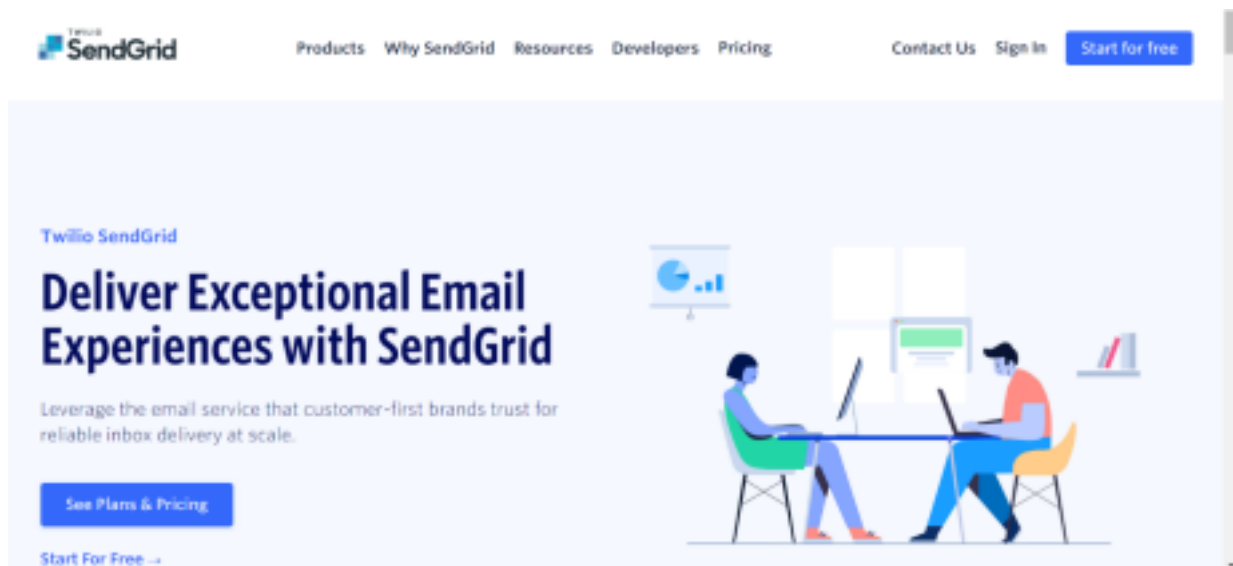 TWILIO
SendGrid
Products Why SendGrid Resources Developers Pricing Contact Us Sign In Start for free
Twilio SendGrid
Deliver Exceptional Email
Experiences with SendGrid
Leverage the email service that customer-first brands trust for
reliable inbox delivery at scale.
See Plans & Pricing
Start For Free →